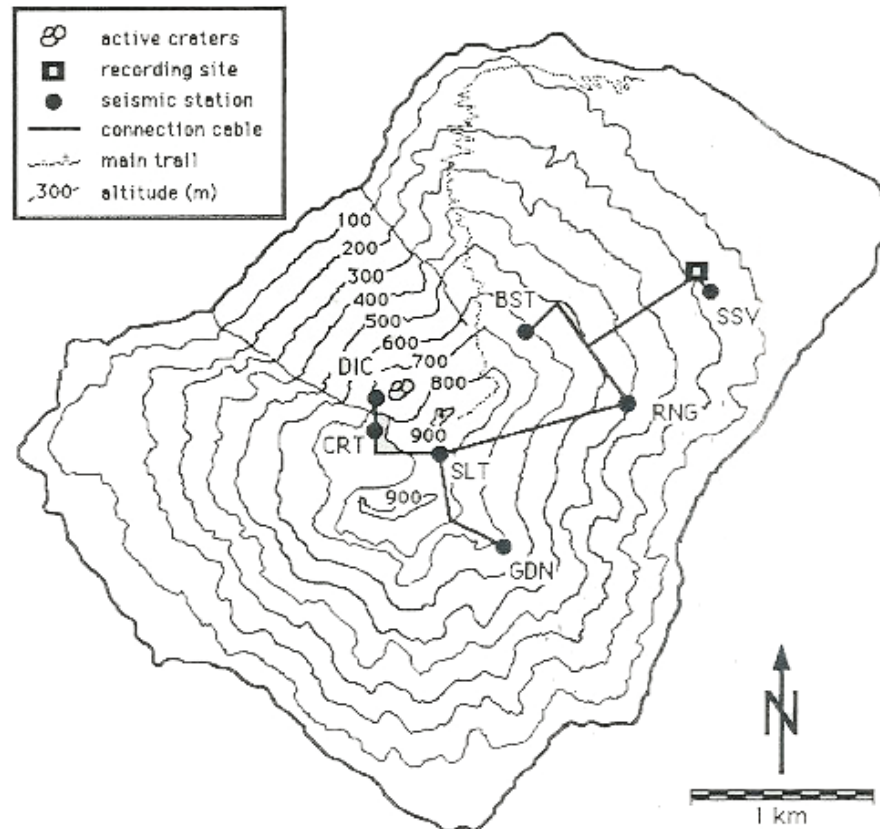 active craters
recording site
seismic station
connection cable
main trail
300 altitude (m)
100
200
300
400
500
600
700
800
900
900
BST
SSV
DIC
RNG
CRT
SLT
GDN
N
1 km